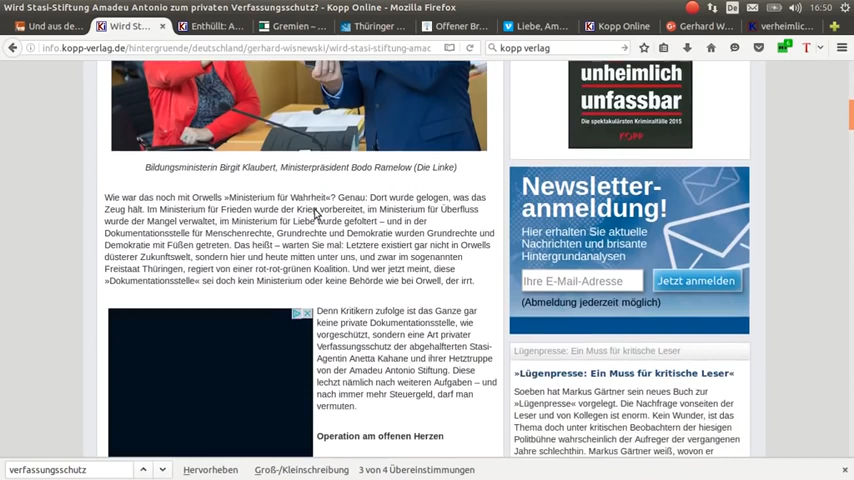 Wird Stasi-Stiftung Amadeu Antonio zum privaten Verfassungsschutz? - Kopp Online - Mozilla Firefox
De
16:50
Und aus de...
Wird St...
Enthüllt: A...
Gremien – ...
Thüringer ...
Offener Br...
Liebe, Am...
Kopp Online
Gerhard W...
verheimlic...
info.kopp-verlag.de/hintergruende/deutschland/gerhard-wisnewski/wird-stasi-stiftung-amac
kopp verlag
unheimlich
unfassbar
Die spektakulärsten Kriminalfälle 2015
KOPP
Bildungsministerin Birgit Klaubert, Ministerpräsident Bodo Ramelow (Die Linke)
Wie war das noch mit Orwells »Ministerium für Wahrheit«? Genau: Dort wurde gelogen, was das
Zeug hält. Im Ministerium für Frieden wurde der Krieg vorbereitet, im Ministerium für Überfluss
wurde der Mangel verwaltet, im Ministerium für Liebe wurde gefoltert – und in der
Dokumentationsstelle für Menschenrechte, Grundrechte und Demokratie wurden Grundrechte und
Demokratie mit Füßen getreten. Das heißt – warten Sie mal: Letztere existiert gar nicht in Orwells
düsterer Zukunftswelt, sondern hier und heute mitten unter uns, und zwar im sogenannten
Freistaat Thüringen, regiert von einer rot-rot-grünen Koalition. Und wer jetzt meint, diese
»Dokumentationsstelle« sei doch kein Ministerium oder keine Behörde wie bei Orwell, der irrt.
Denn Kritikern zufolge ist das Ganze gar
keine private Dokumentationsstelle, wie
vorgeschützt, sondern eine Art privater
Verfassungsschutz der abgehalfterten Stasi-
Agentin Anetta Kahane und ihrer Hetztruppe
von der Amadeu Antonio Stiftung. Diese
lechzt nämlich nach weiteren Aufgaben – und
nach immer mehr Steuergeld, darf man
vermuten.
Operation am offenen Herzen
Newsletter-
anmeldung!
Hier erhalten Sie aktuelle
Nachrichten und brisante
Hintergrundanalysen
Ihre E-Mail-Adresse
Jetzt anmelden
(Abmeldung jederzeit möglich)
Lügenpresse: Ein Muss für kritische Leser
»Lügenpresse: Ein Muss für kritische Leser«
Soeben hat Markus Gärtner sein neues Buch zur
»Lügenpresse« vorgelegt. Die Nachfrage vonseiten der
Leser und von Kollegen ist enorm. Kein Wunder, ist das
Thema doch unter kritischen Beobachtern der hiesigen
Politbühne wahrscheinlich der Aufreger der vergangenen
Jahre schlechthin. Markus Gärtner weiß, wovon er
verfassungsschutz
Hervorheben
Groß-/Kleinschreibung
3 von 4 Übereinstimmungen